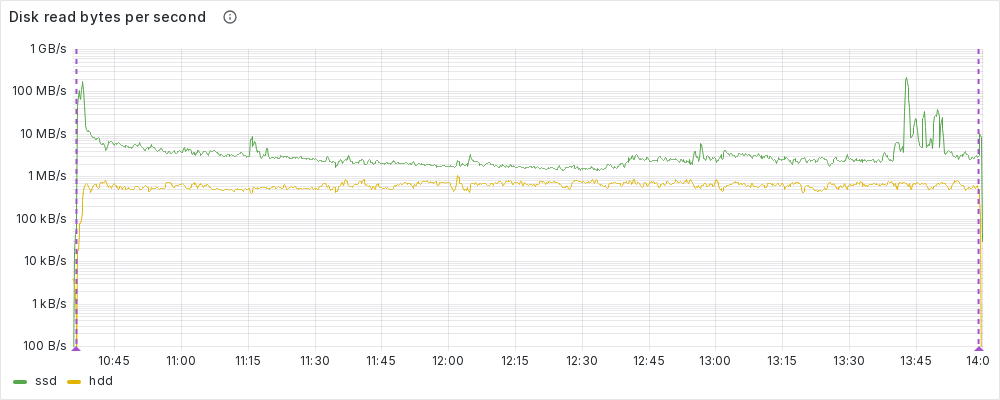 Disk read bytes per second
1 GB/s
100 MB/s
10 MB/s
1 MB/s
100 kB/s
10 kB/s
1 kB/s
100 B/s
10:45 11:00 11:15 11:30 11:45 12:00 12:15 12:30 12:45 13:00 13:15 13:30 13:45 14:0
ssd hdd